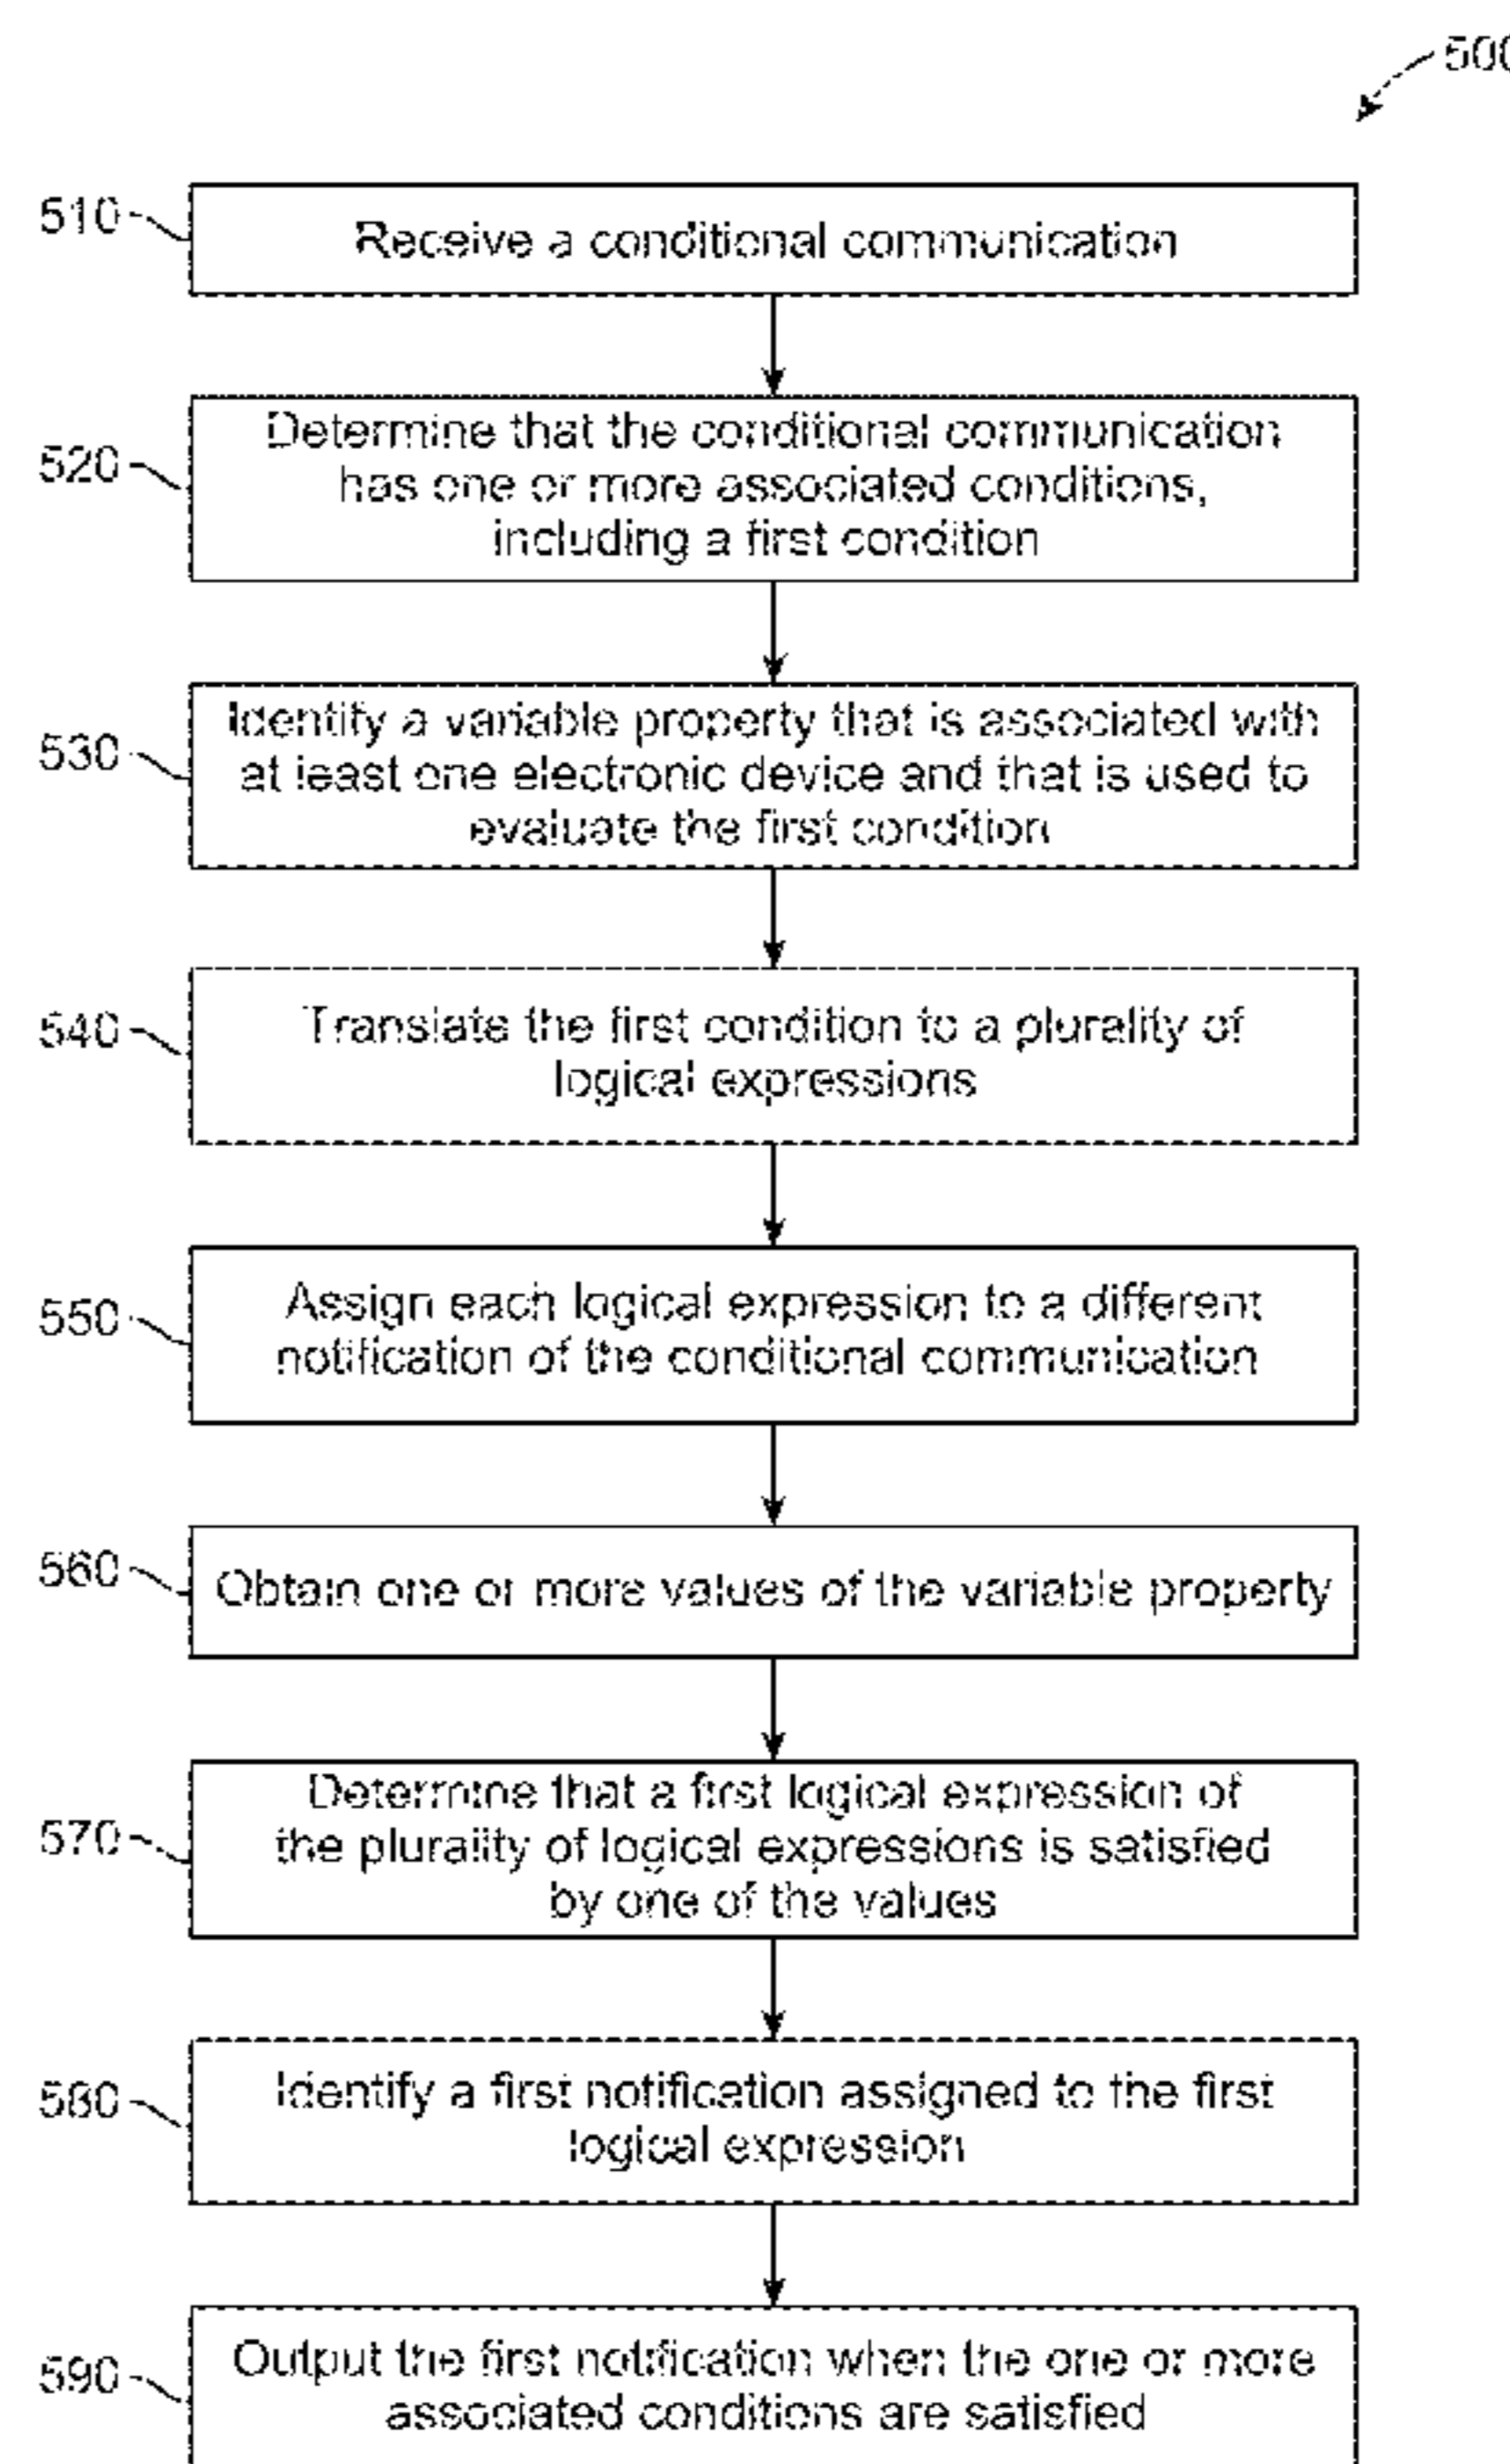 500
510
Receive a conditional communication
520
Determine that the conditional communication
has one or more associated conditions,
including a first condition
530
Identify a variable property that is associated with
at least one electronic device and that is used to
evaluate the first condition
540
Translate the first condition to a plurality of
logical expressions
550
Assign each logical expression to a different
notification of the conditional communication
560
Obtain one or more values of the variable property
570
Determine that a first logical expression of
the plurality of logical expressions is satisfied
by one of the values
580
Identify a first notification assigned to the first
logical expression
590
Output the first notification when the one or more
associated conditions are satisfied